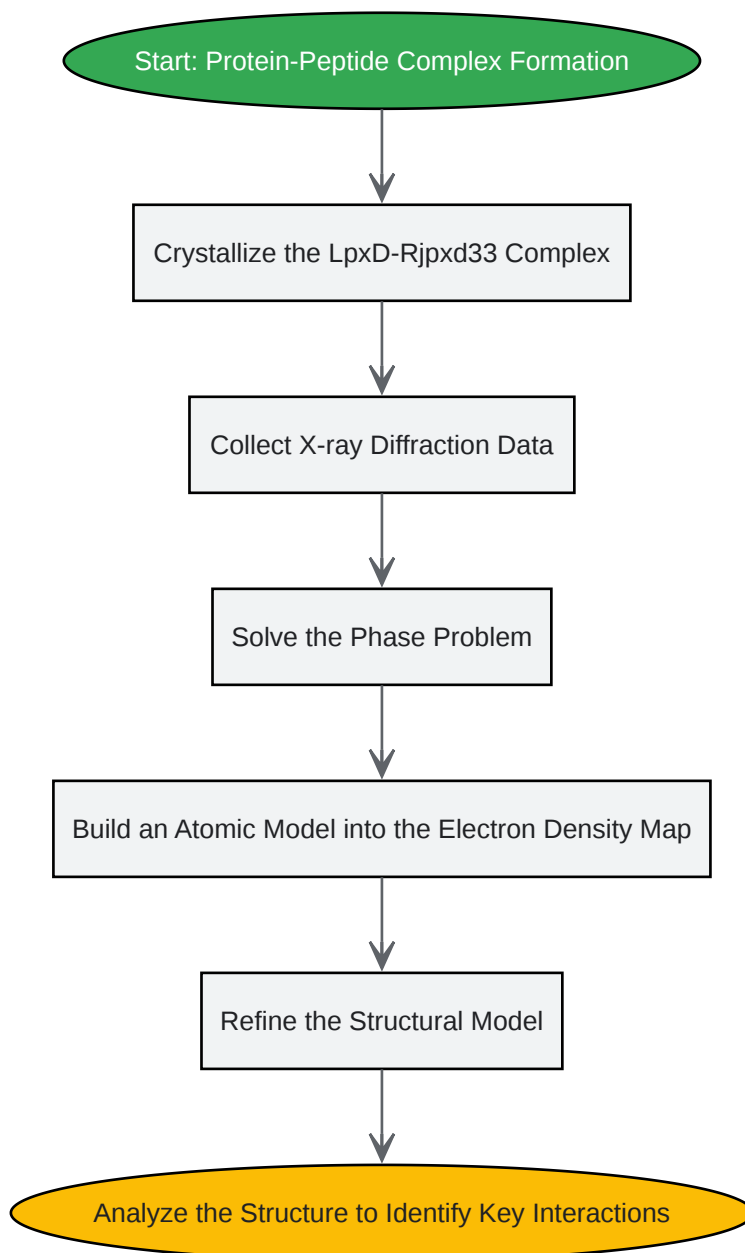 Start: Protein-Peptide Complex Formation
Crystallize the LpxD-Rjpxd33 Complex
Collect X-ray Diffraction Data
Solve the Phase Problem
Build an Atomic Model into the Electron Density Map
Refine the Structural Model
Analyze the Structure to Identify Key Interactions